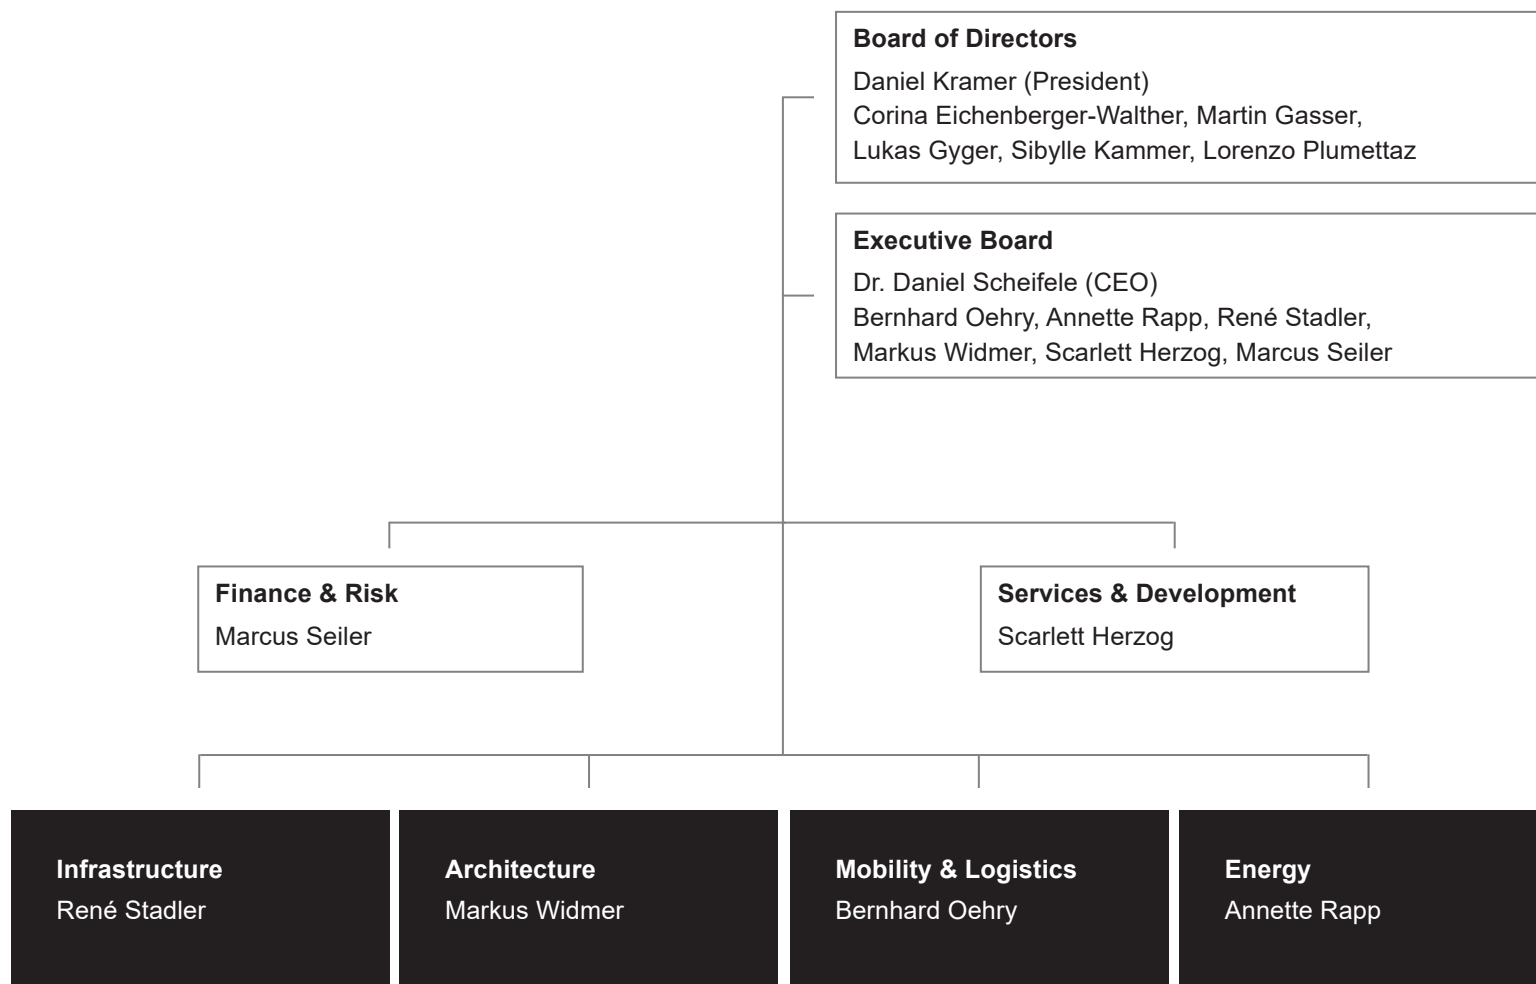 Board of Directors
Daniel Kramer (President)
Corina Eichenberger-Walther, Martin Gasser,
Lukas Gyger, Sibylle Kammer, Lorenzo Plumettaz
Executive Board
Dr. Daniel Scheifele (CEO)
Bernhard Oehry, Annette Rapp, René Stadler,
Markus Widmer, Scarlett Herzog, Marcus Seiler
Finance & Risk
Marcus Seiler
Services & Development
Scarlett Herzog
Infrastructure
René Stadler
Architecture
Markus Widmer
Mobility & Logistics
Bernhard Oehry
Energy
Annette Rapp